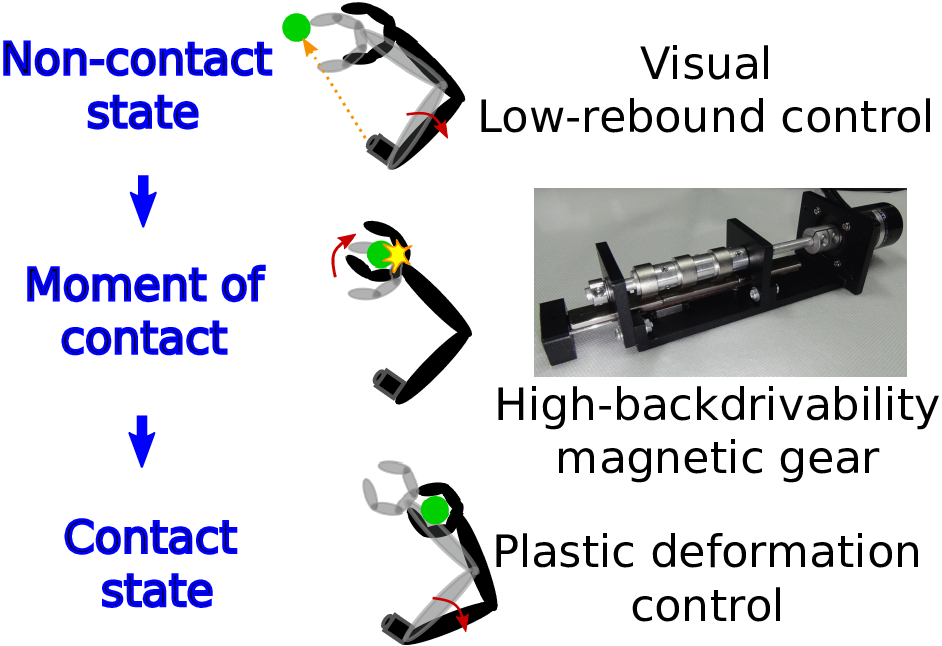 Non-contact
state
Visual
Low-rebound control
Moment of
contact
High-backdrivability
magnetic gear
Contact
state
Plastic deformation
control